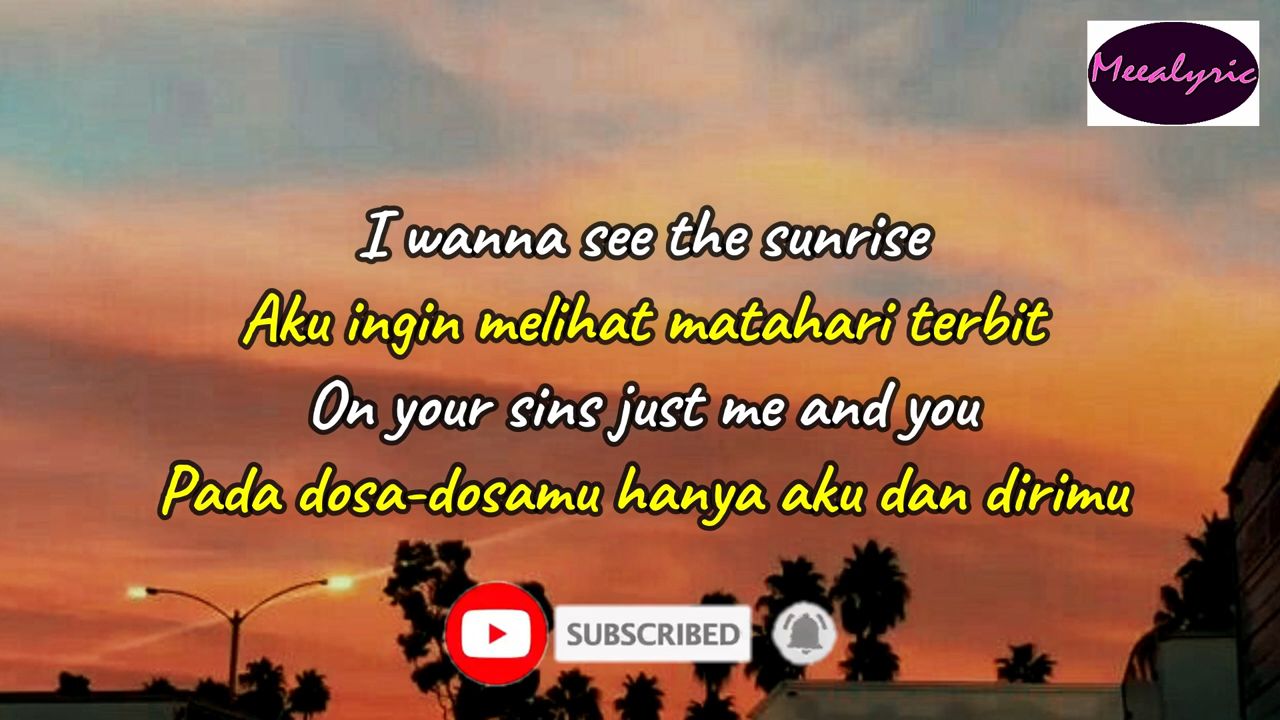 Meealyric
I wanna see the sunrise
Aku ingin melihat matahari terbit
On your sins just me and you
Pada dosa-dosamu hanya aku dan dirimu
SUBSCRIBED